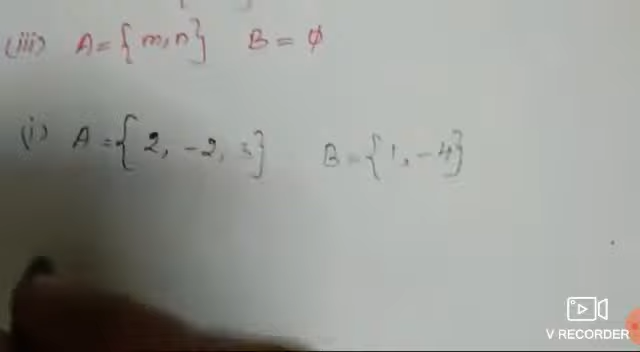 (iii) A = {m, n} B = φ
(i) A = {2, -2, 3} B = {1, -4}
V RECORDER